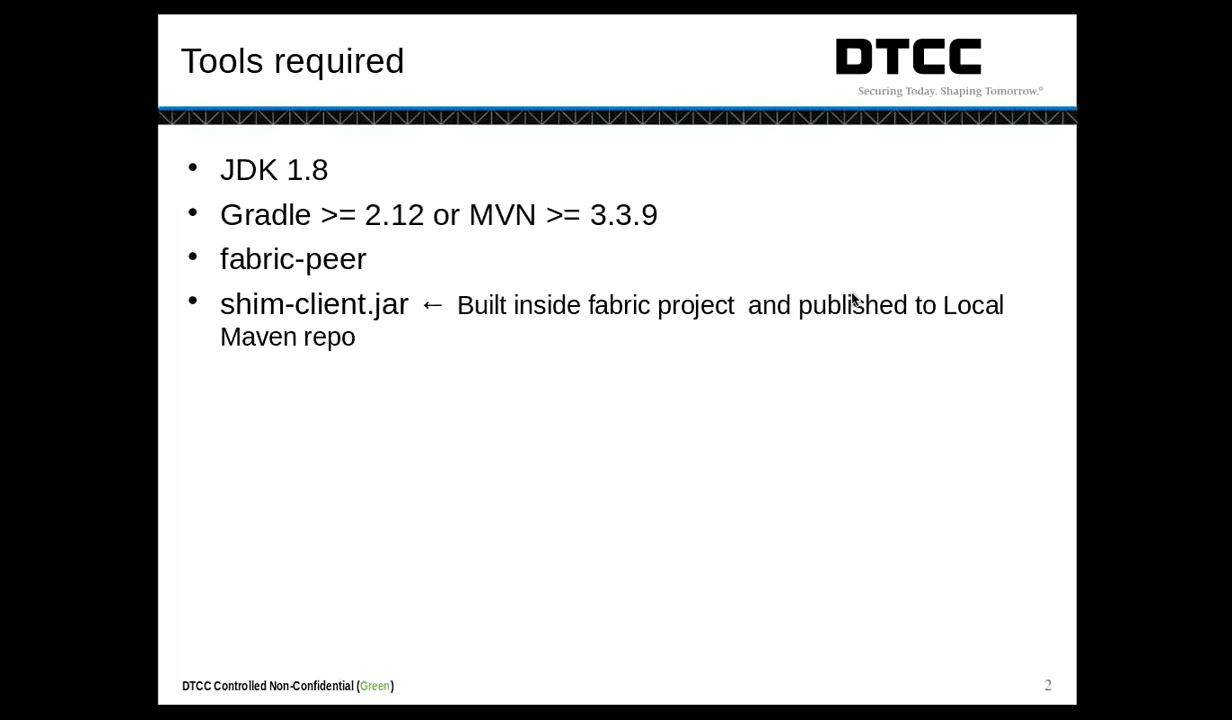 Tools required
DTCC
Securing Today. Shaping Tomorrow.®
• JDK 1.8
• Gradle >= 2.12 or MVN >= 3.3.9
• fabric-peer
• shim-client.jar ← Built inside fabric project  and published to Local
Maven repo
DTCC Controlled Non-Confidential (Green)
2